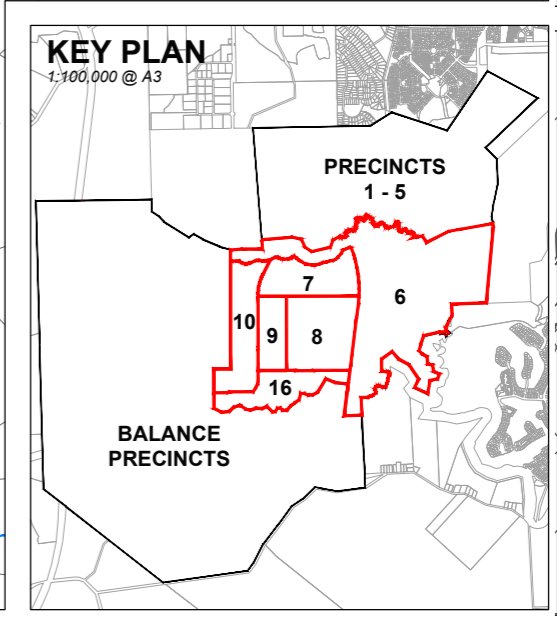 KEY PLAN
1:100,000 @ A3
PRECINCTS
1 - 5
7
6
10
9
8
16
BALANCE
PRECINCTS